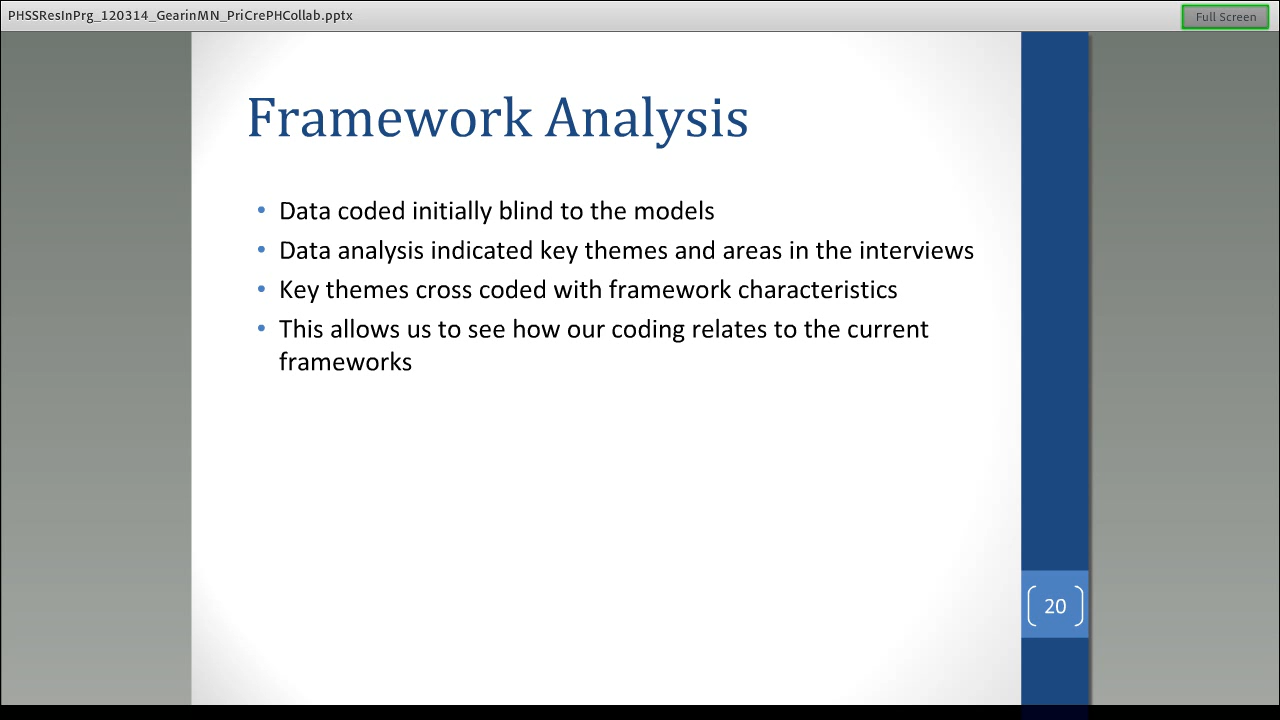 PHSSResInPrg_120314_GearinMN_PriCrePHCollab.pptx
Full Screen
Framework Analysis
• Data coded initially blind to the models
• Data analysis indicated key themes and areas in the interviews
• Key themes cross coded with framework characteristics
• This allows us to see how our coding relates to the current
frameworks
20